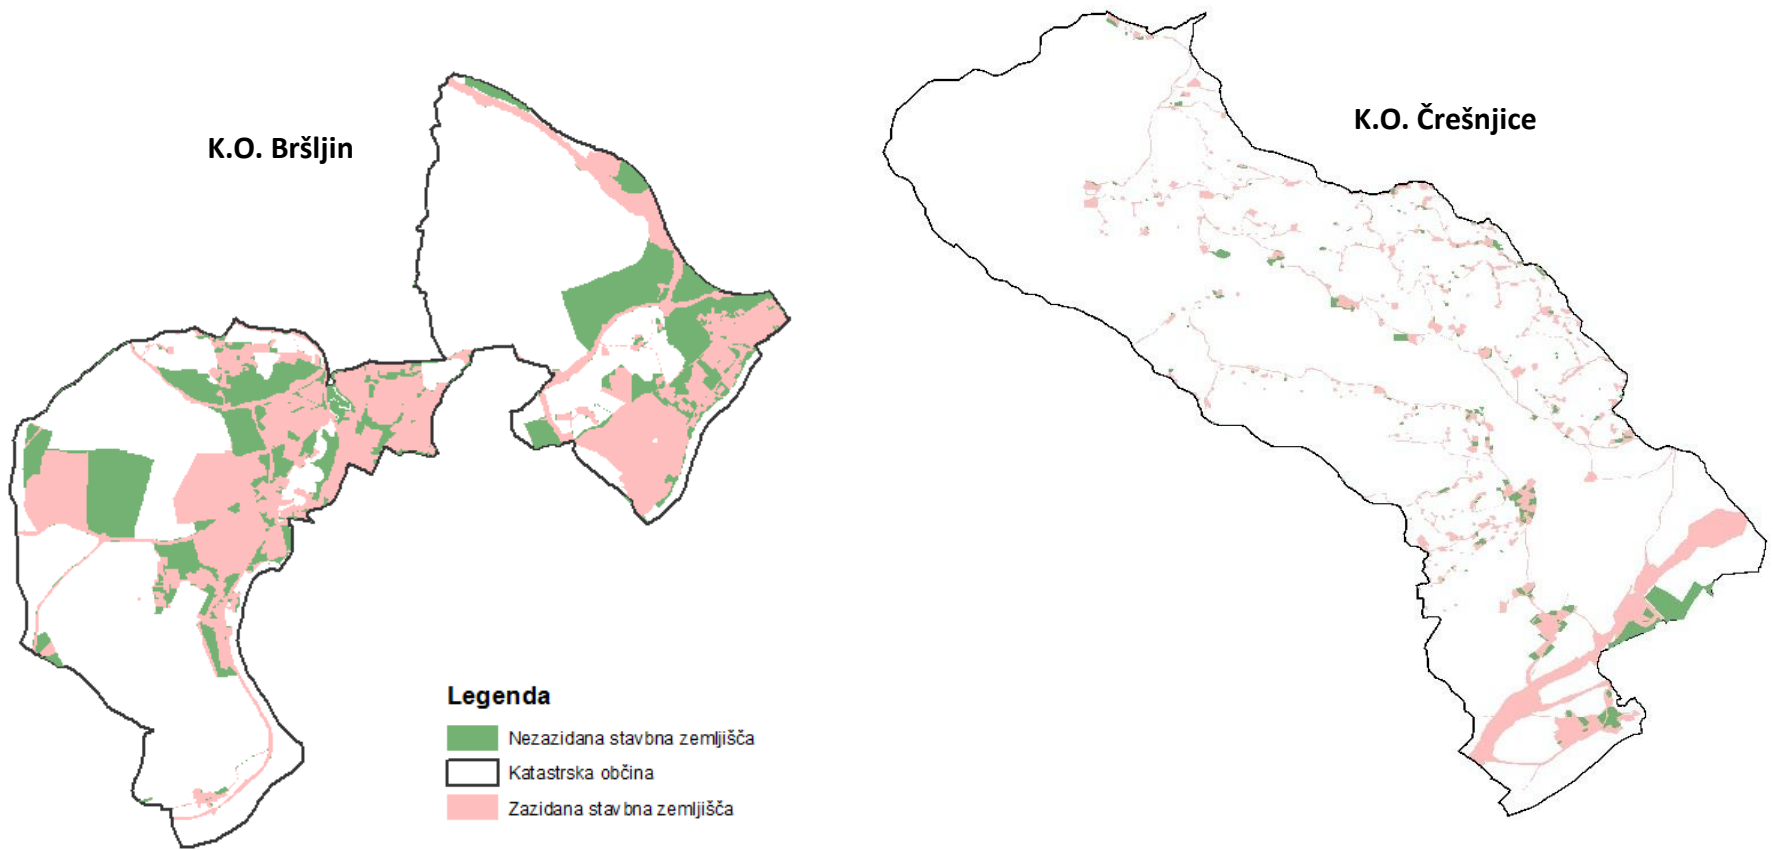 K.O. Bršljin
K.O. Črešnjice
Legenda
Nezazidana stavbna zemljišča
Katastrska občina
Zazidana stavbna zemljišča